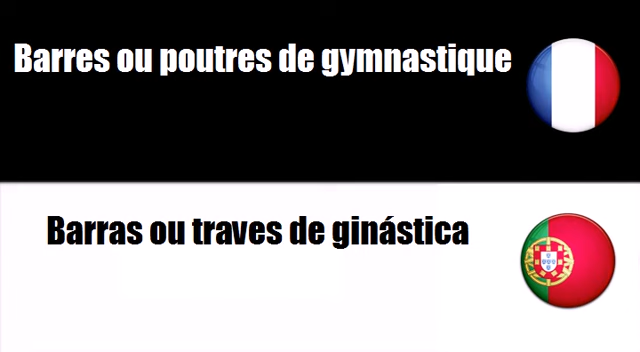 Barres ou poutres de gymnastique
Barras ou traves de ginástica